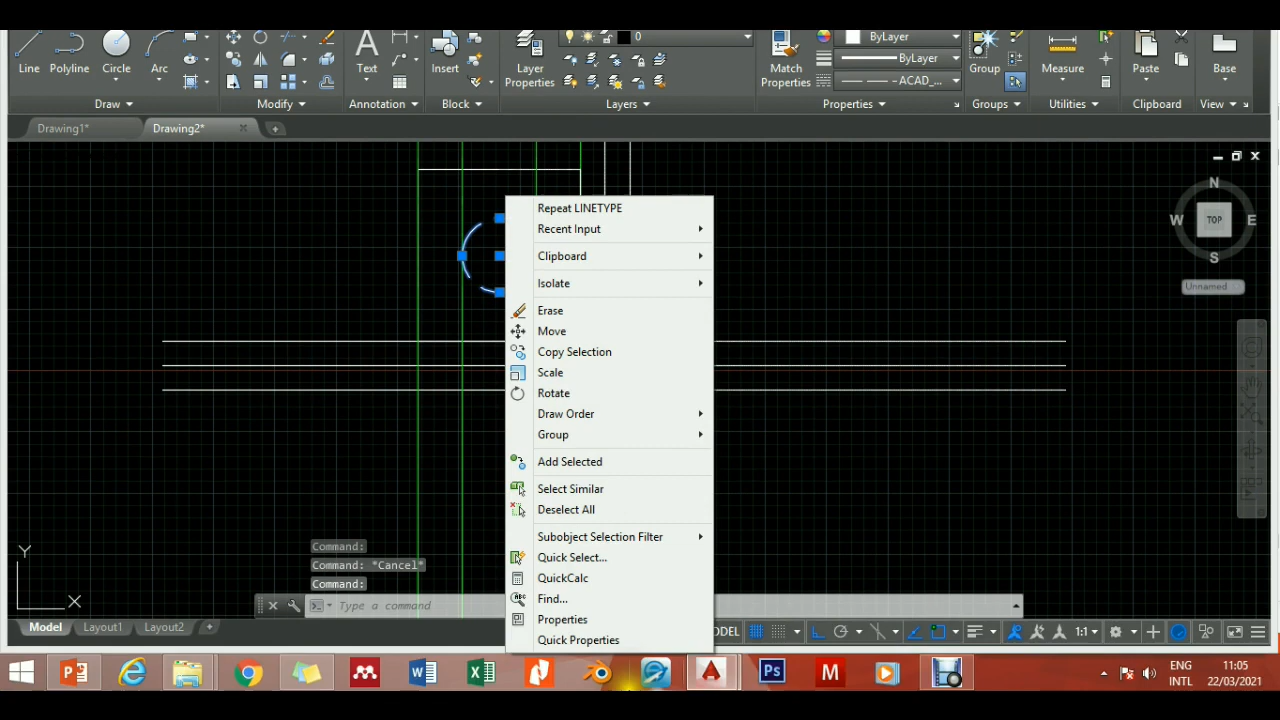 0
ByLayer
ByLayer
ACAD_...
Line
Polyline
Circle
Arc
Text
Insert
Layer
Properties
Match
Properties
Group
Measure
Paste
Base
Draw
Modify
Annotation
Block
Layers
Properties
Groups
Utilities
Clipboard
View
Drawing1*
Drawing2*
N
W
TOP
E
S
Unnamed
Repeat LINETYPE
Recent Input
Clipboard
Isolate
Erase
Move
Copy Selection
Scale
Rotate
Draw Order
Group
Add Selected
Select Similar
Deselect All
Subobject Selection Filter
Quick Select...
QuickCalc
Find...
Properties
Quick Properties
Y
X
Command:
Command: *Cancel*
Command:
Type a command
Model
Layout1
Layout2
1:1
ENG
INTL
11:05
22/03/2021